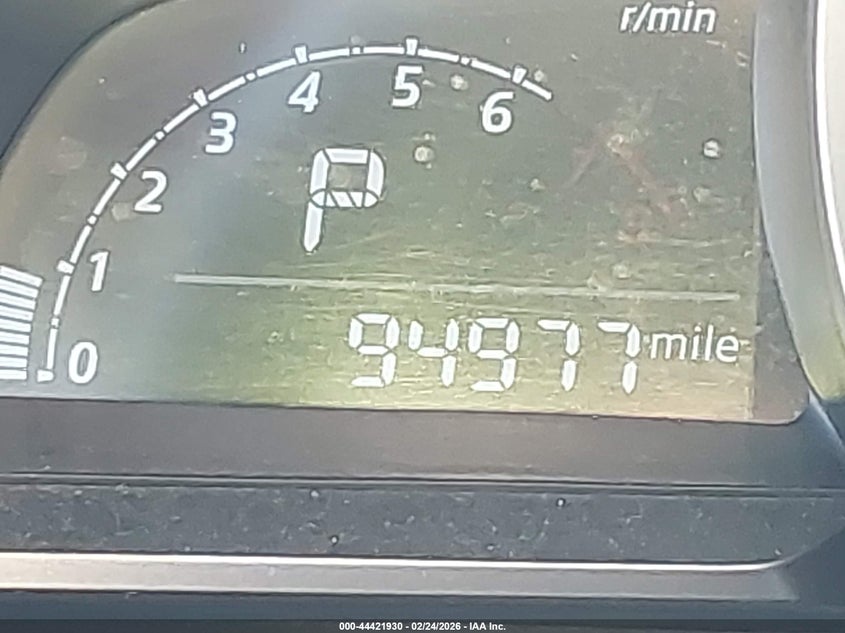 r/min
0 1 2 3 4 5 6
P
94977 mile
000-44421930 - 02/24/2026 - IAA Inc.